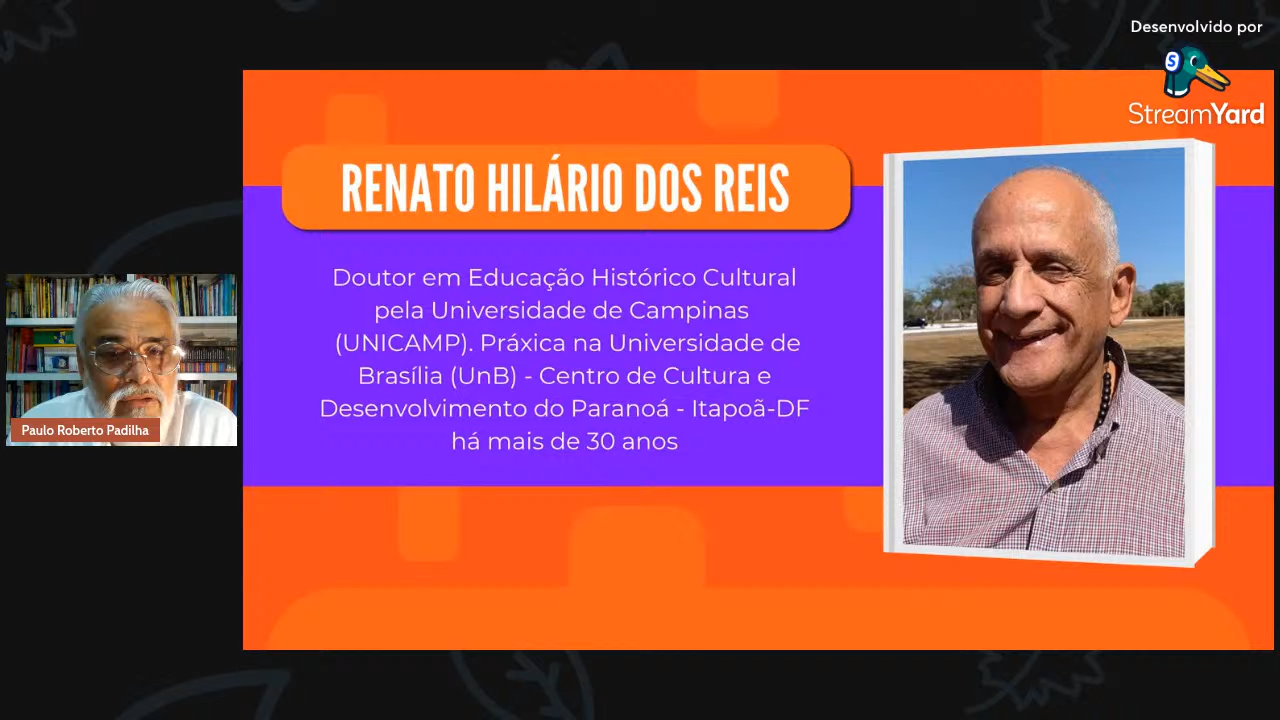 Desenvolvido por
StreamYard
RENATO HILÁRIO DOS REIS
Doutor em Educação Histórico Cultural
pela Universidade de Campinas
(UNICAMP). Práxica na Universidade de
Brasília (UnB) - Centro de Cultura e
Desenvolvimento do Paranoá - Itapoã-DF
há mais de 30 anos
Paulo Roberto Padilha